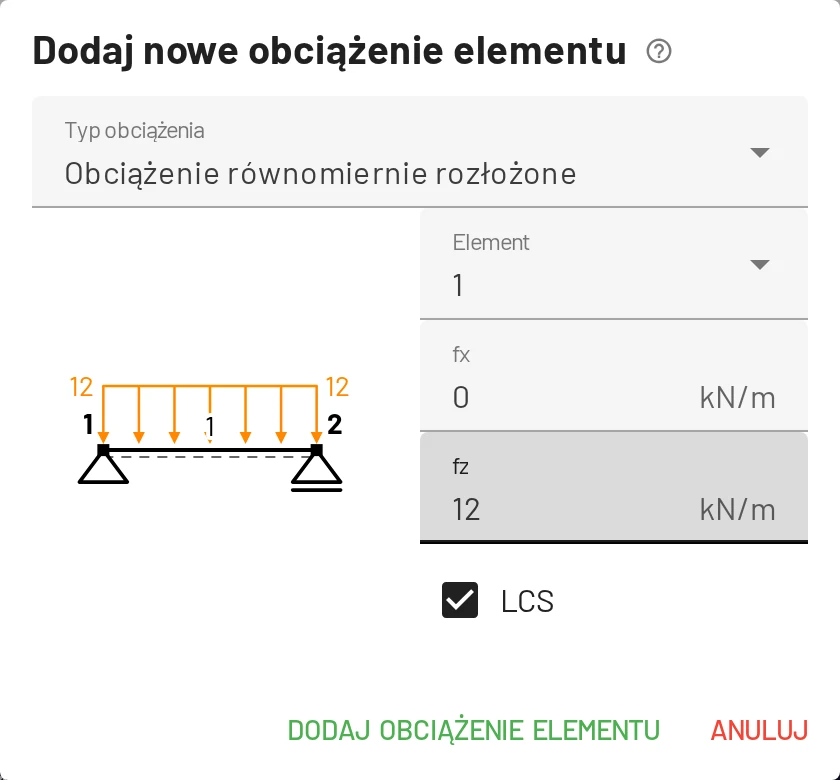 Dodaj nowe obciążenie elementu ?
Typ obciążenia
Obciążenie równomiernie rozłożone
Element
1
fx
0 kN/m
fz
12 kN/m
LCS
12 12
1 1 2
DODAJ OBCIĄŻENIE ELEMENTU ANULUJ